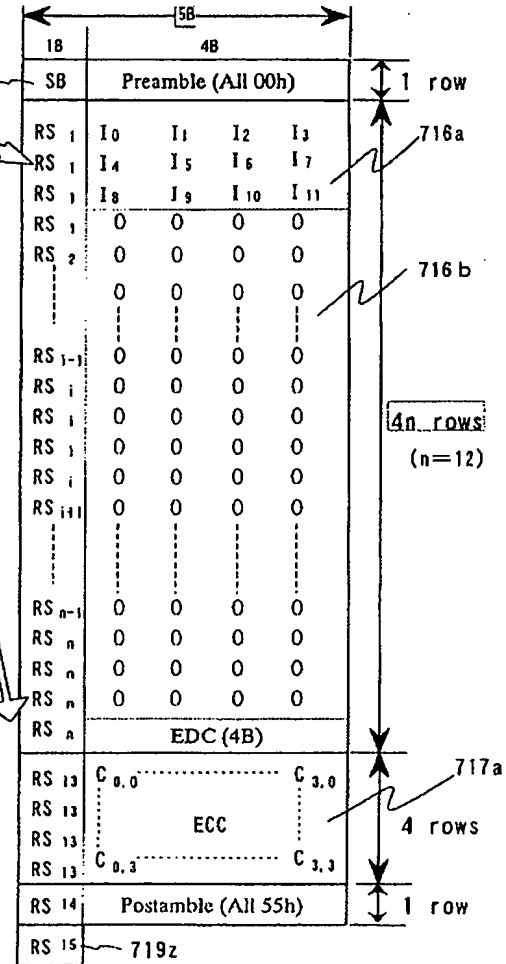 5B
1B 4B
SB Preamble (All 00h) 1 row
RS 1 I0 I1 I2 I3 716a
RS 1 I4 I5 I6 I7
RS 1 I8 I9 I10 I11
RS 1 0 0 0 0
RS 2 0 0 0 0
0 0 0 0 716b
RS i-1 0 0 0 0
RS i 0 0 0 0
RS i 0 0 0 0 4n rows
RS i 0 0 0 0 (n=12)
RS i 0 0 0 0
RS i+1 0 0 0 0
RS n-1 0 0 0 0
RS n 0 0 0 0
RS n 0 0 0 0
RS n 0 0 0 0
RS n EDC (4B)
RS 13 C0,0 C3,0 717a
RS 13
RS 13 ECC 4 rows
RS 13 C0,3 C3,3
RS 14 Postamble (All 55h) 1 row
RS 15 719z